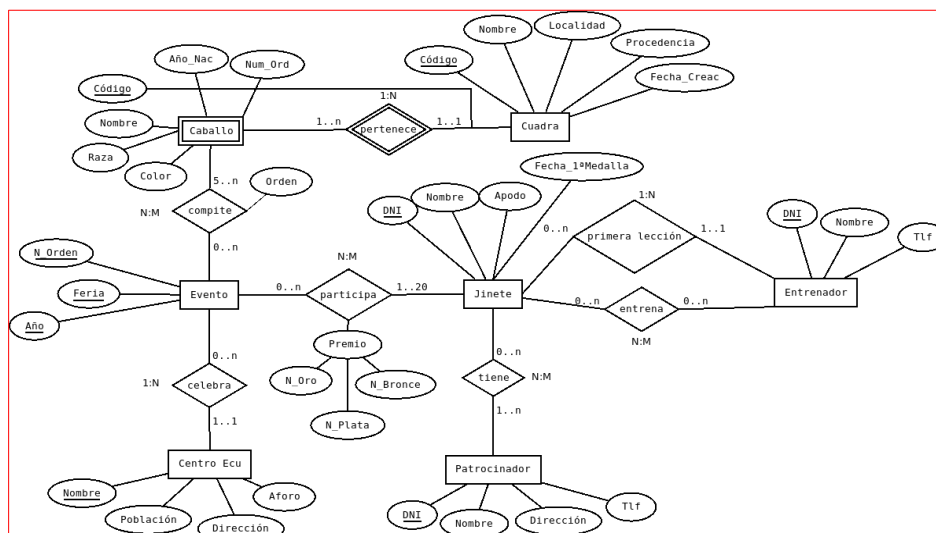 Localidad
Nombre
Procedencia
Año_Nac
Num_Ord
Código
Fecha_Creac
Código
1:N
Nombre
1..n
pertenece
1..1
Cuadra
Caballo
Raza
Color
5..n
Orden
Fecha_1ªMedalla
N:M
compite
DNI
Nombre
Apodo
1:N
DNI
Nombre
Tlf
0..n
primera lección
1..1
0..n
N_Orden
N:M
Feria
Evento
0..n
participa
1..20
Jinete
Entrenador
0..n
entrena
0..n
Año
N:M
Premio
0..n
0..n
N_Oro
N_Bronce
1:N
celebra
tiene
N:M
N_Plata
1..1
1..n
Centro Ecu
Patrocinador
Nombre
Aforo
Población
Dirección
DNI
Nombre
Dirección
Tlf